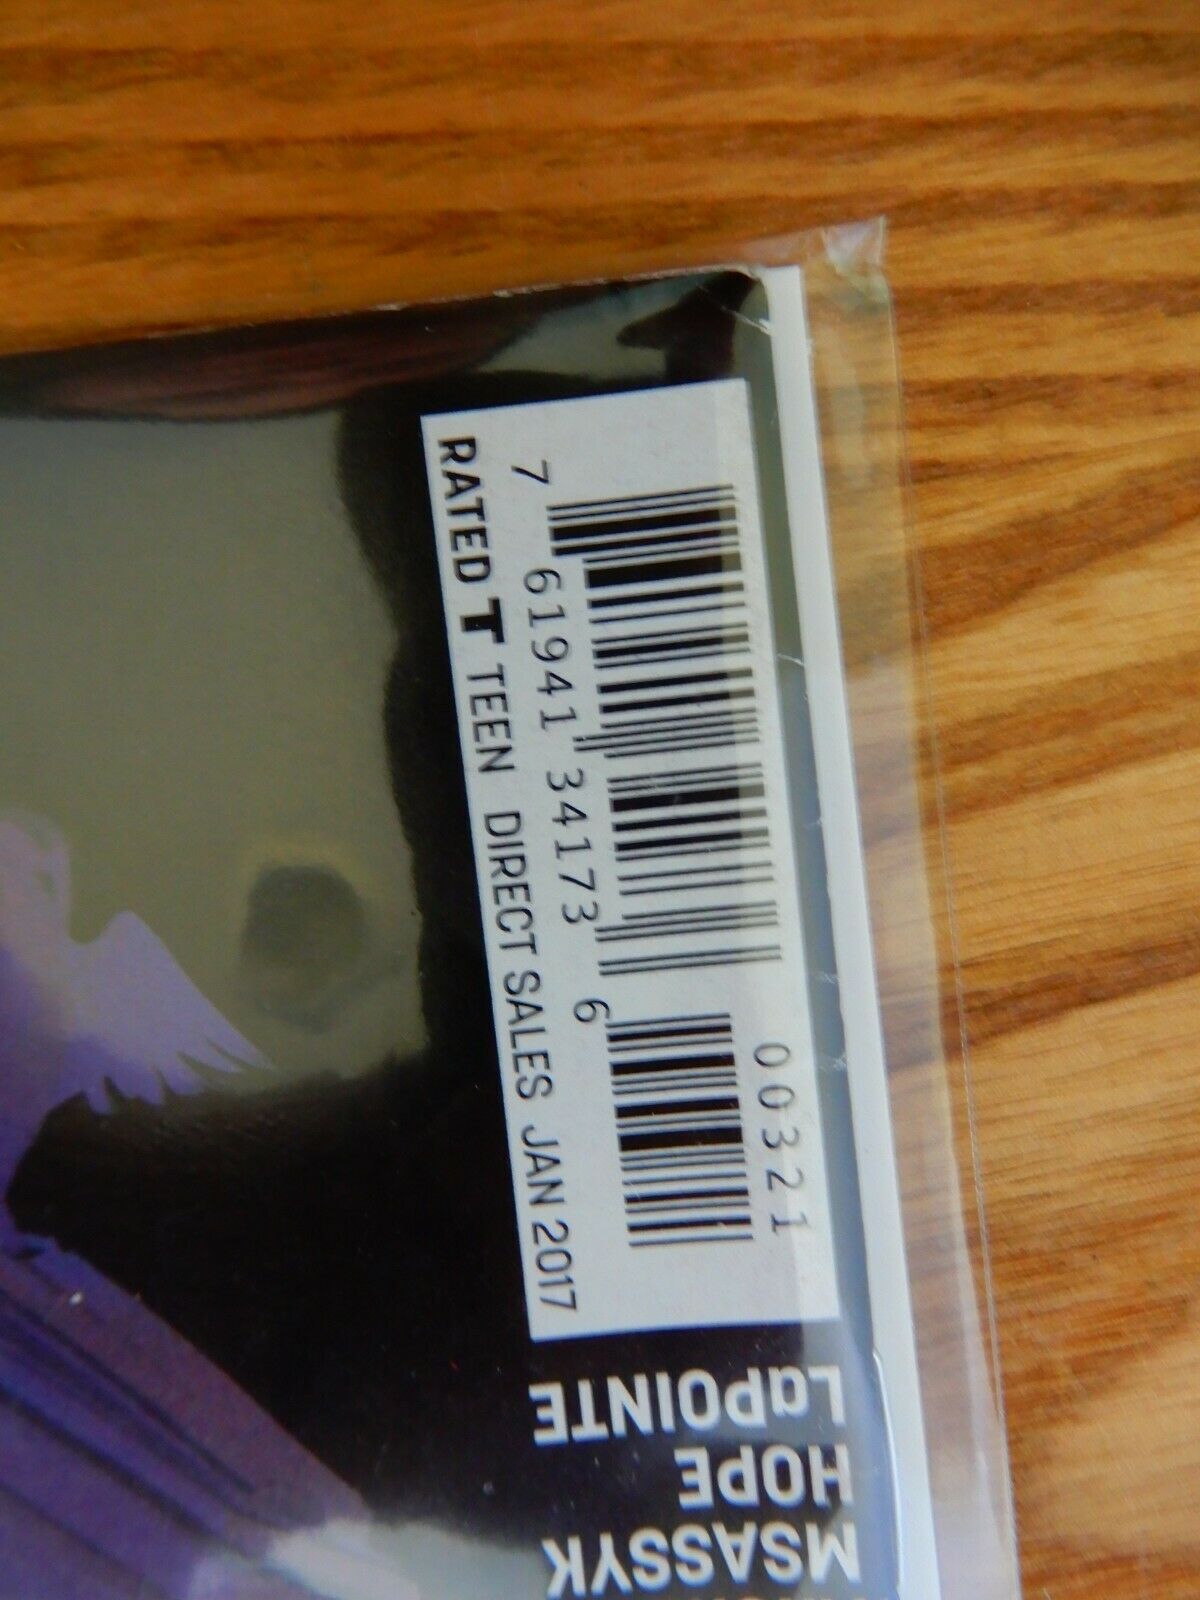 7 61941 34173 6
00321
RATED T TEEN DIRECT SALES JAN 2017
MSASSYK
HOPE
LaPOINTE